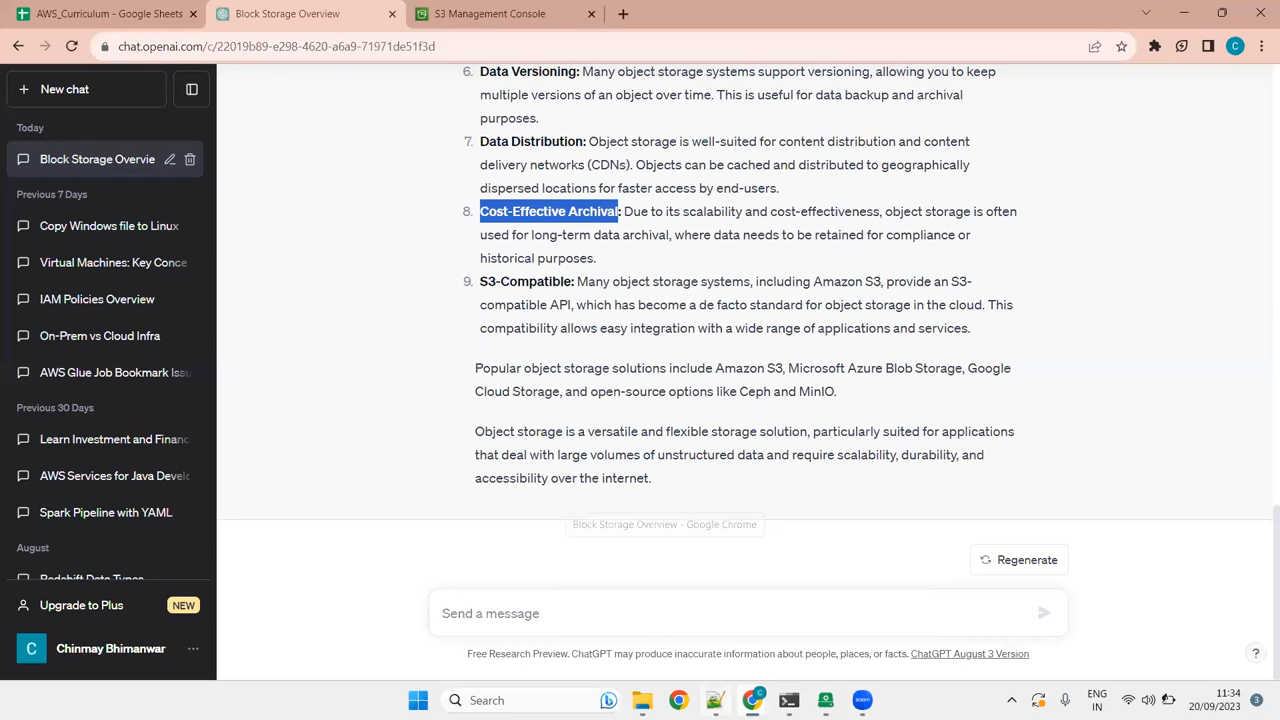 AWS_Curriculum - Google Sheets
Block Storage Overview
S3 Management Console
chat.openai.com/c/22019b89-e298-4620-a6a9-71971de51f3d
C
New chat
Today
Block Storage Overvie
Previous 7 Days
Copy Windows file to Linux
Virtual Machines: Key Conce
IAM Policies Overview
On-Prem vs Cloud Infra
AWS Glue Job Bookmark Issu
Previous 30 Days
Learn Investment and Financ
AWS Services for Java Develo
Spark Pipeline with YAML
August
Redshift Data Types
Upgrade to Plus
NEW
C
Chinmay Bhimanwar
6. Data Versioning: Many object storage systems support versioning, allowing you to keep
multiple versions of an object over time. This is useful for data backup and archival
purposes.
7. Data Distribution: Object storage is well-suited for content distribution and content
delivery networks (CDNs). Objects can be cached and distributed to geographically
dispersed locations for faster access by end-users.
8. Cost-Effective Archival: Due to its scalability and cost-effectiveness, object storage is often
used for long-term data archival, where data needs to be retained for compliance or
historical purposes.
9. S3-Compatible: Many object storage systems, including Amazon S3, provide an S3-
compatible API, which has become a de facto standard for object storage in the cloud. This
compatibility allows easy integration with a wide range of applications and services.
Popular object storage solutions include Amazon S3, Microsoft Azure Blob Storage, Google
Cloud Storage, and open-source options like Ceph and MinIO.
Object storage is a versatile and flexible storage solution, particularly suited for applications
that deal with large volumes of unstructured data and require scalability, durability, and
accessibility over the internet.
Block Storage Overview - Google Chrome
Regenerate
Send a message
Free Research Preview. ChatGPT may produce inaccurate information about people, places, or facts. ChatGPT August 3 Version
?
Search
ENG
IN
11:34
20/09/2023
3